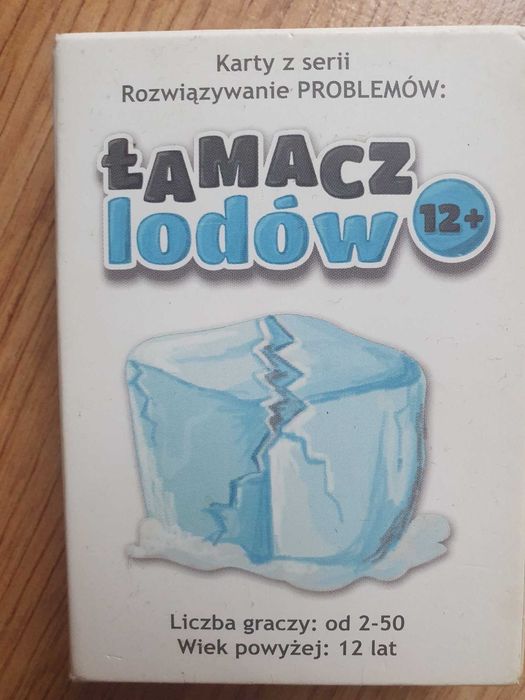 Karty z serii
Rozwiązywanie PROBLEMÓW:
ŁAMACZ
lodów 12+
Liczba graczy: od 2-50
Wiek powyżej: 12 lat